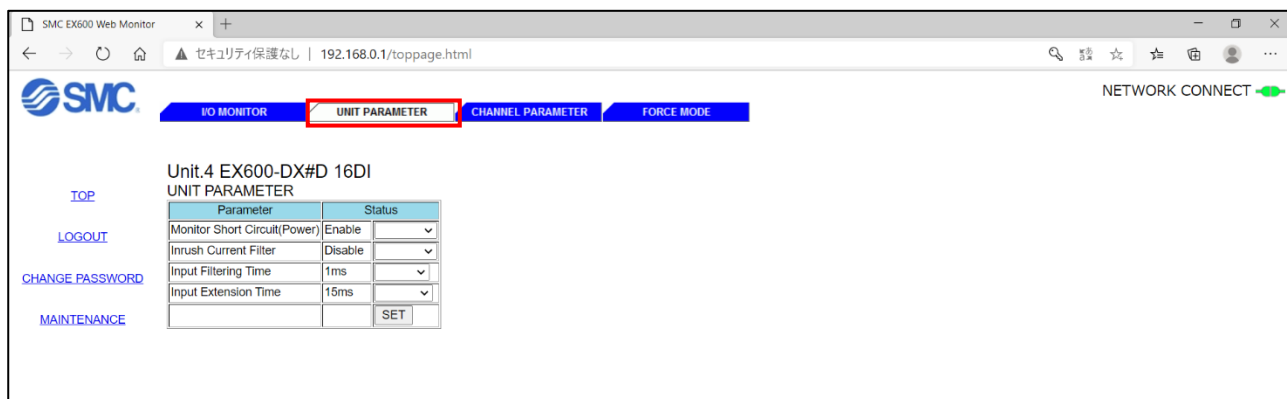 SMC EX600 Web Monitor
セキュリティ保護なし | 192.168.0.1/toppage.html
SMC.
NETWORK CONNECT
I/O MONITOR UNIT PARAMETER CHANNEL PARAMETER FORCE MODE
Unit.4 EX600-DX#D 16DI
UNIT PARAMETER
TOP
LOGOUT
CHANGE PASSWORD
MAINTENANCE
Parameter Status
Monitor Short Circuit(Power) Enable
Inrush Current Filter Disable
Input Filtering Time 1ms
Input Extension Time 15ms
SET